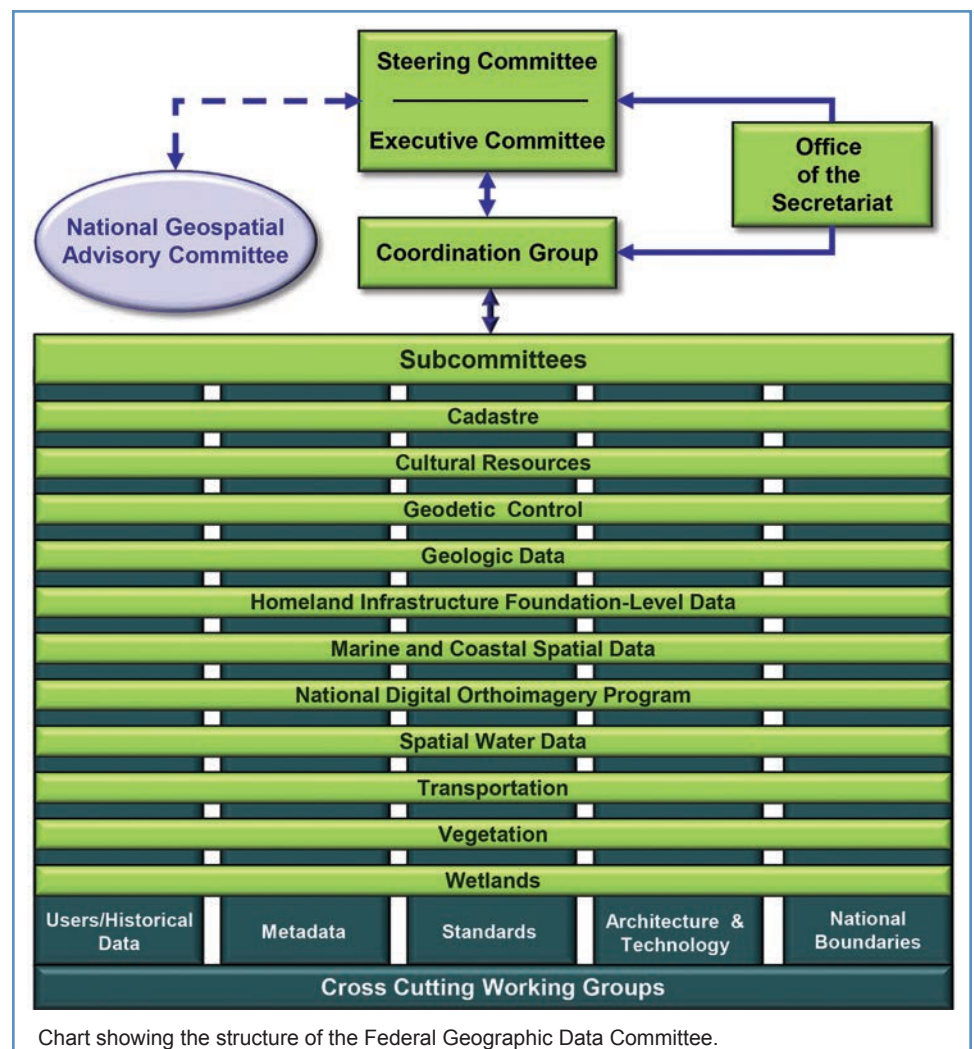 Steering Committee
Executive Committee
Office
of the
Secretariat
National Geospatial
Advisory Committee
Coordination Group
Subcommittees
Cadastre
Cultural Resources
Geodetic Control
Geologic Data
Homeland Infrastructure Foundation-Level Data
Marine and Coastal Spatial Data
National Digital Orthoimagery Program
Spatial Water Data
Transportation
Vegetation
Wetlands
Users/Historical
Data
Metadata
Standards
Architecture &
Technology
National
Boundaries
Cross Cutting Working Groups
Chart showing the structure of the Federal Geographic Data Committee.